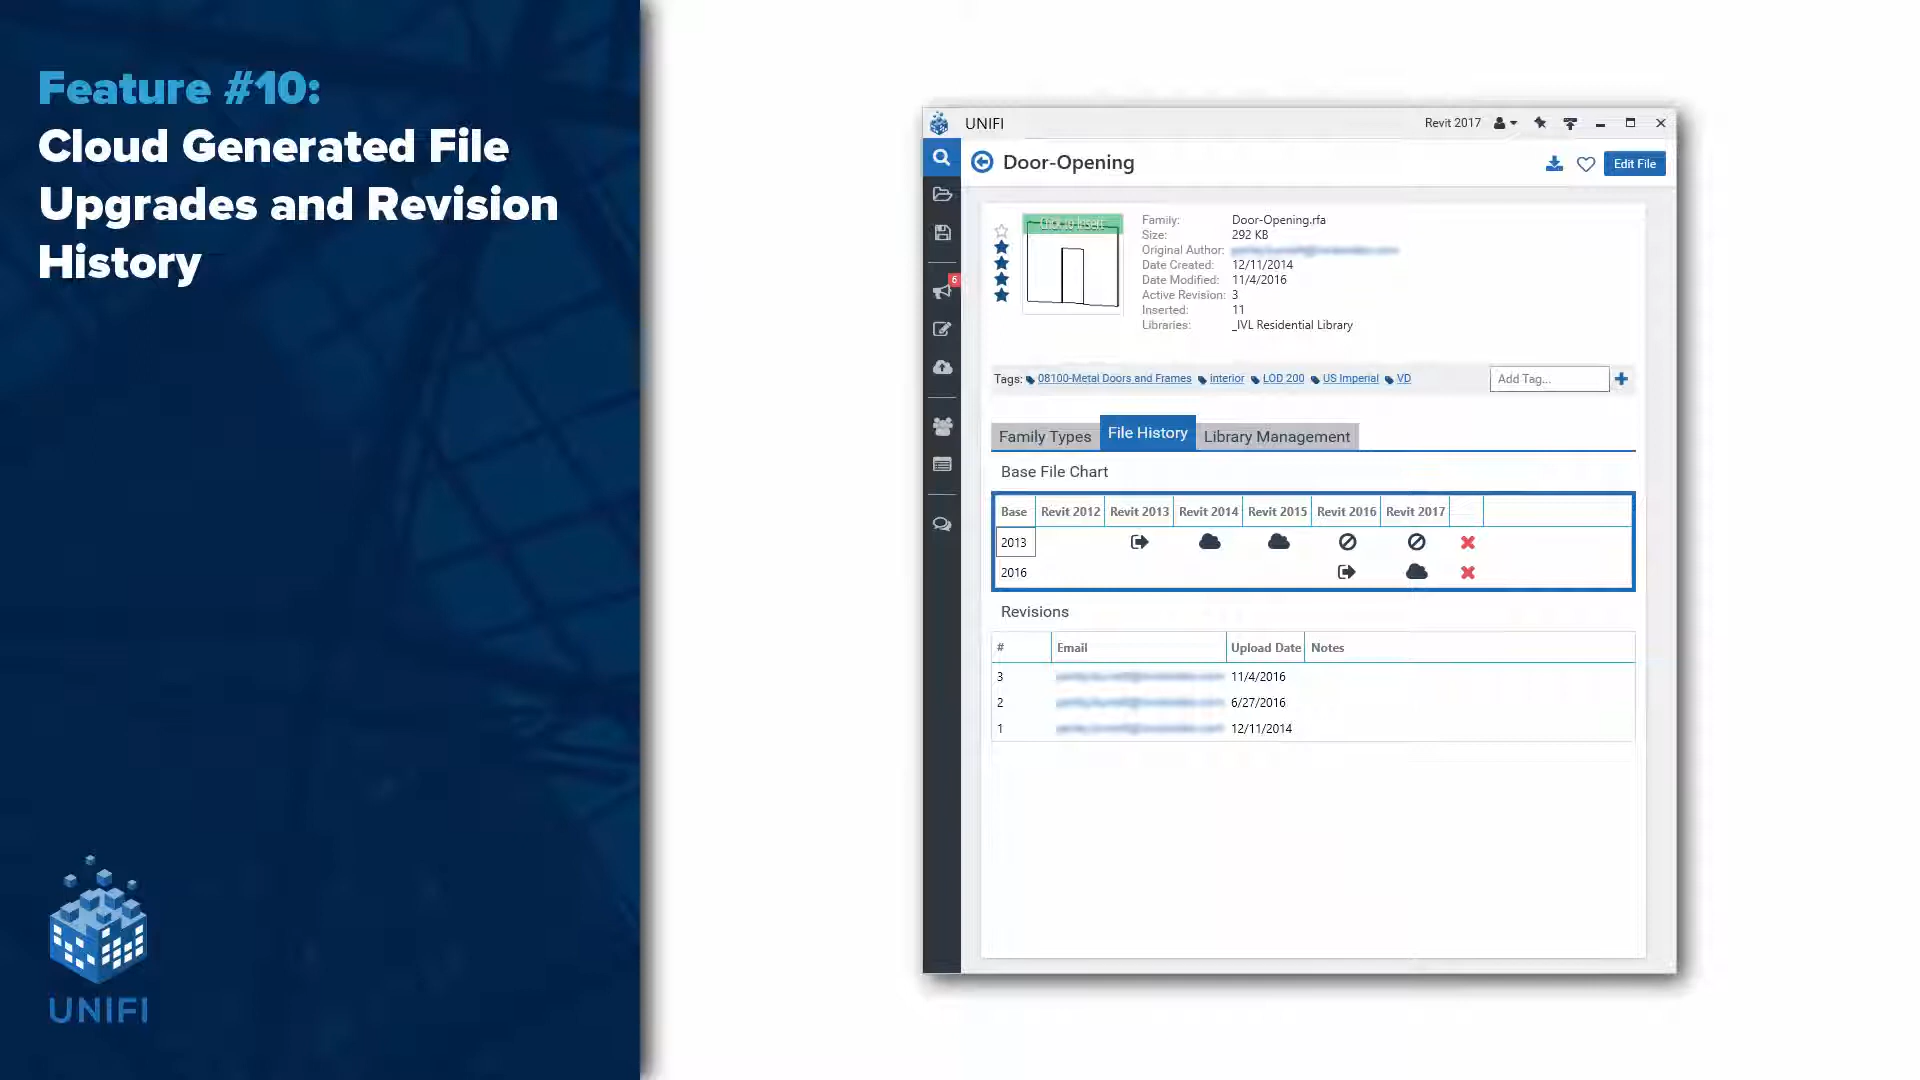 Feature #10:
Cloud Generated File
Upgrades and Revision
History
UNIFI
UNIFI
Revit 2017
Door-Opening
Edit File
Click to Insert
Family: Door-Opening.rfa
Size: 292 KB
Original Author:
Date Created: 12/11/2014
Date Modified: 11/4/2016
Active Revision: 3
Inserted: 11
Libraries: _IVL Residential Library
6
Tags: 08100-Metal Doors and Frames interior LOD 200 US Imperial VD
Add Tag...
Family Types File History Library Management
Base File Chart
Base Revit 2012 Revit 2013 Revit 2014 Revit 2015 Revit 2016 Revit 2017
2013
2016
Revisions
# Email Upload Date Notes
3 11/4/2016
2 6/27/2016
1 12/11/2014